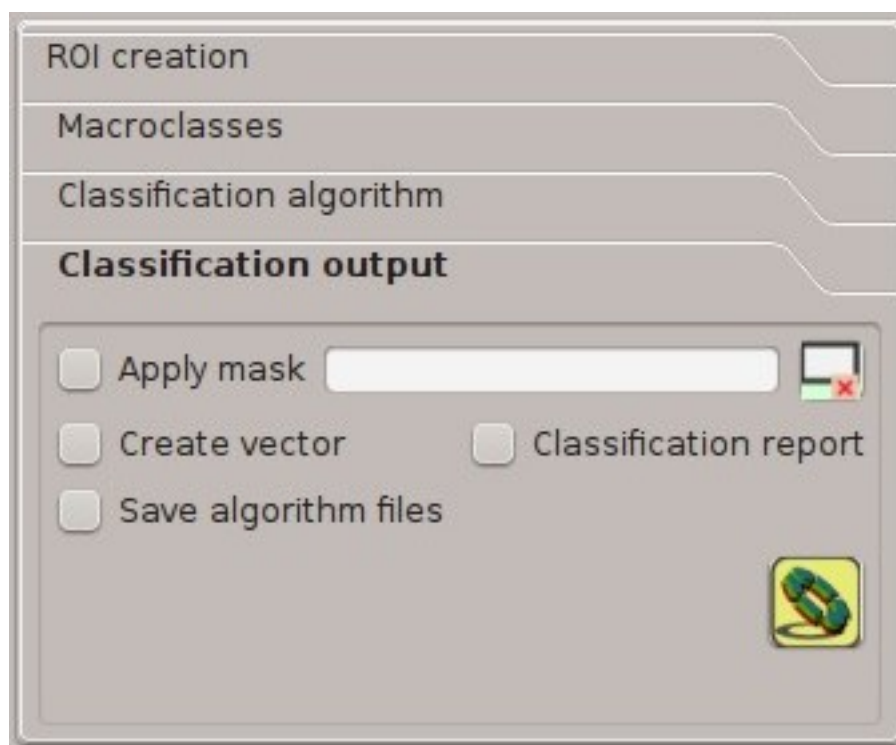 ROI creation
Macroclasses
Classification algorithm
Classification output
Apply mask
Create vector
Classification report
Save algorithm files